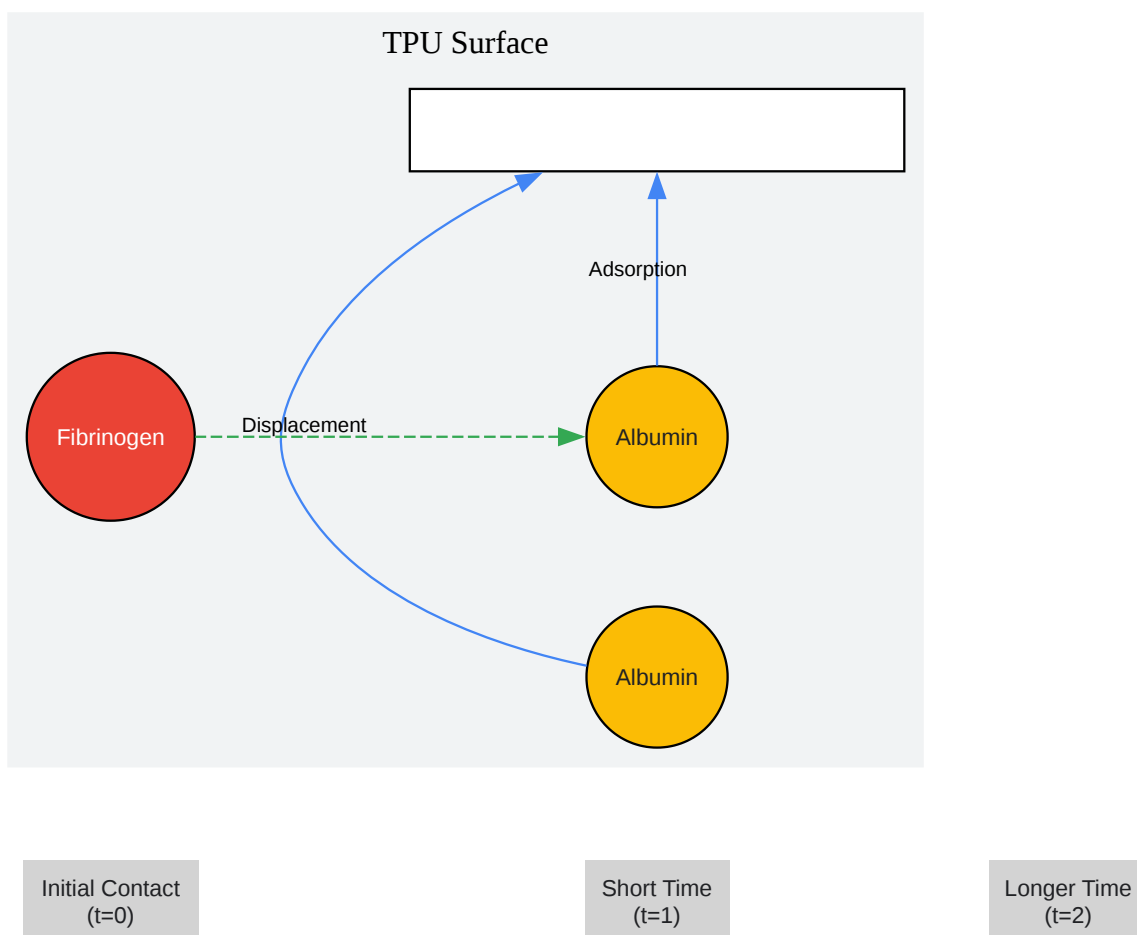 TPU Surface
Adsorption
Displacement
Fibrinogen
Albumin
Albumin
Initial Contact
(t=0)
Short Time
(t=1)
Longer Time
(t=2)